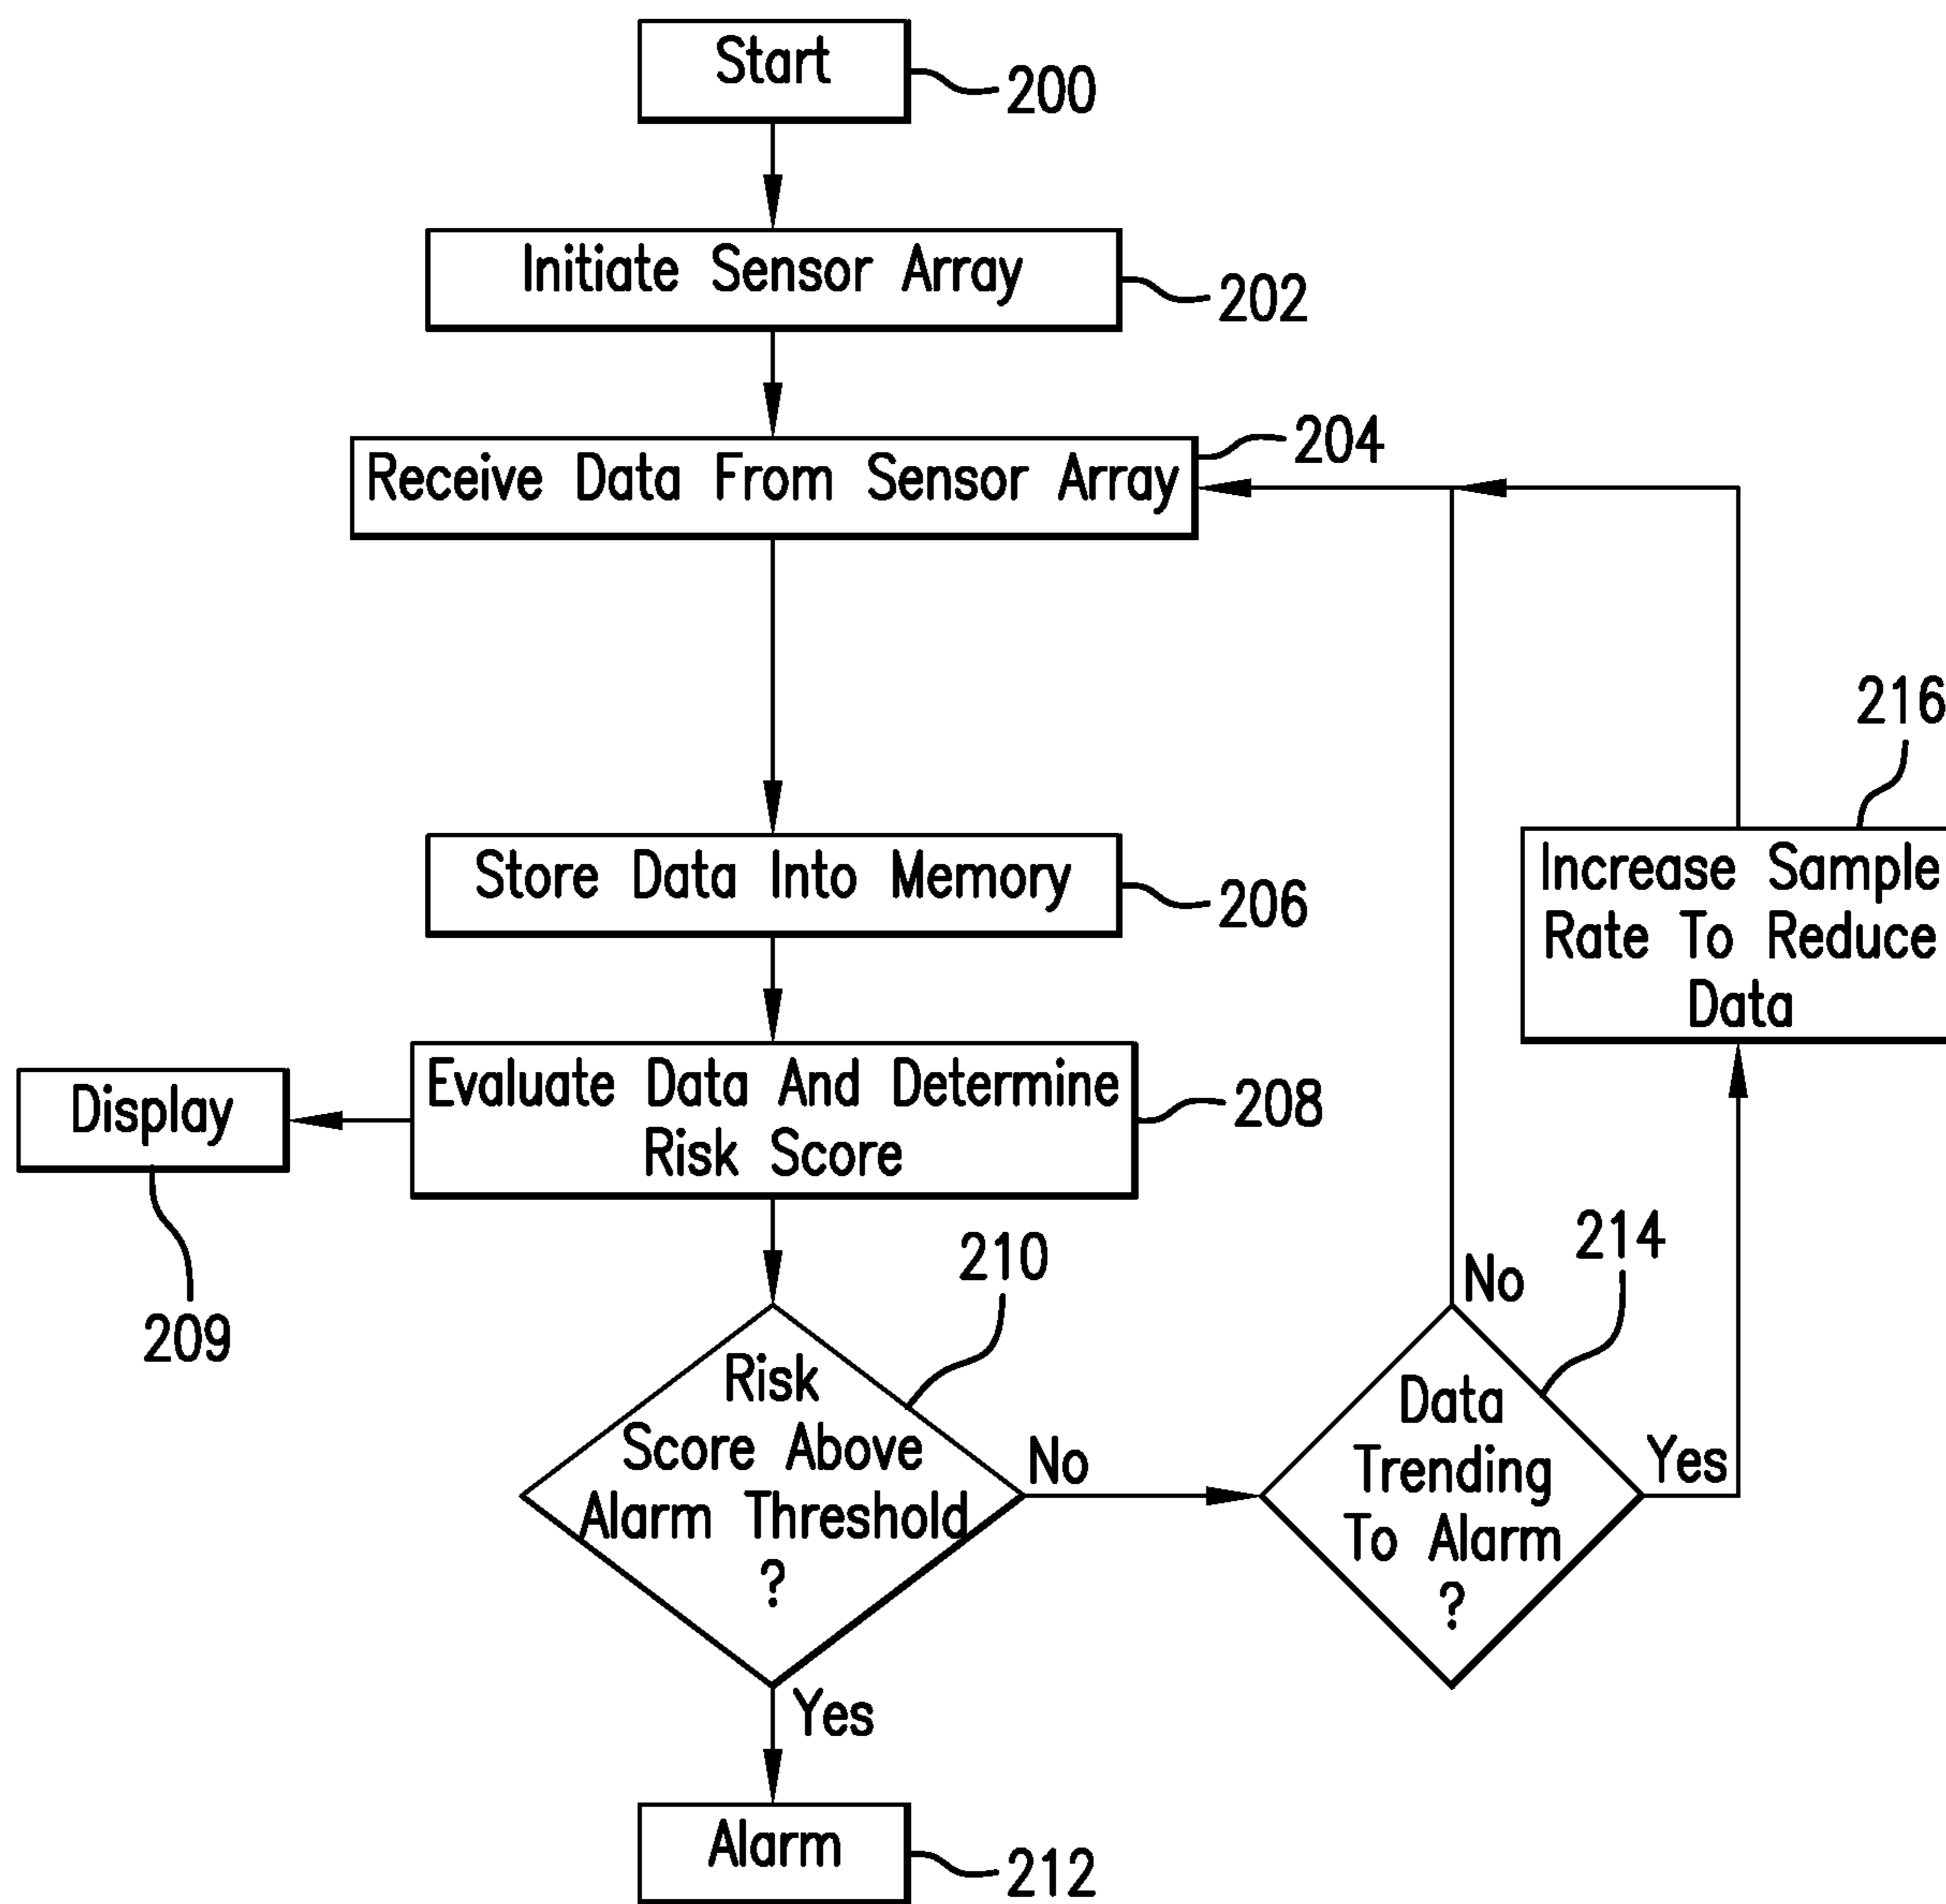 Start
200
Initiate Sensor Array
202
Receive Data From Sensor Array
204
Store Data Into Memory
206
216
Increase Sample
Rate To Reduce
Data
Display
209
Evaluate Data And Determine
Risk Score
208
210
Risk
Score Above
Alarm Threshold
?
No
Yes
214
No
Data
Trending
To Alarm
?
Yes
Alarm
212